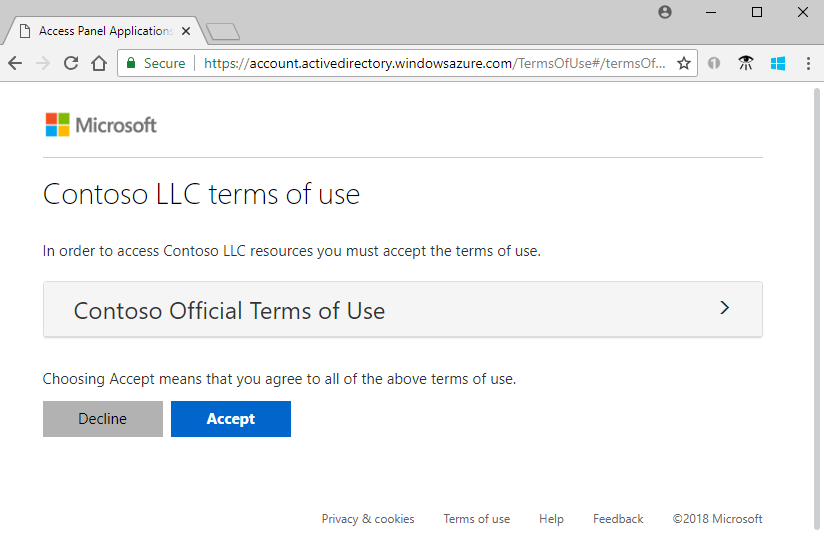 Access Panel Applications
Secure
https://account.activedirectory.windowsazure.com/TermsOfUse#/termsOf...
Microsoft
Contoso LLC terms of use
In order to access Contoso LLC resources you must accept the terms of use.
Contoso Official Terms of Use
Choosing Accept means that you agree to all of the above terms of use.
Decline
Accept
Privacy & cookies
Terms of use
Help
Feedback
©2018 Microsoft